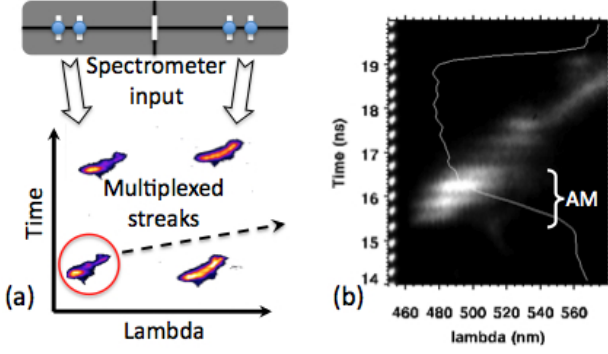 Spectrometer
input
Multiplexed
streaks
Time
(a)
Lambda
19
18
17
16
15
14
Time (ns)
AM
(b)
460 480 500 520 540 560
lambda (nm)